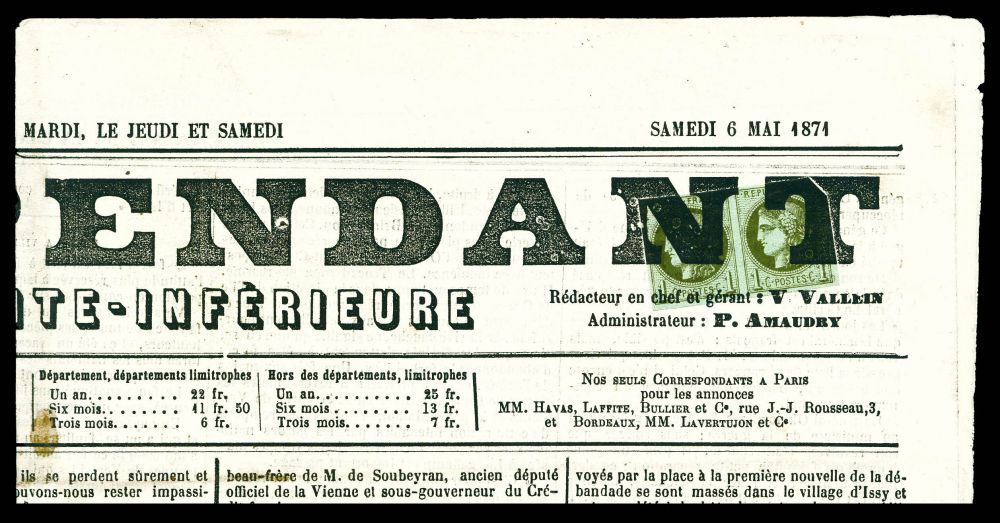 MARDI, LE JEUDI ET SAMEDI
SAMEDI 6 MAI 1871
ENDANT
TE-INFÉRIEURE
Rédacteur en chef et gérant : V. VALLEIN
Administrateur : P. AMAUDRY
Département, départements limitrophes
Un an......... 22 fr.
Six mois....... 11 fr. 50
Trois mois....... 6 fr.
Hors des départements, limitrophes
Un an.......... 25 fr.
Six mois ........ 13 fr.
Trois mois....... 7 fr.
NOS SEULS CORRESPONDANTS A PARIS
pour les annonces
MM. HAVAS, LAFFITE, BULLIER et Cᵉ, rue J.-J. Rousseau,3,
et BORDEAUX, MM. LAVERTUJON et Cᵉ
ils se perdent sûrement et
ouvons-nous rester impassi-
beau-frère de M. de Soubeyran, ancien député
officiel de la Vienne et sous-gouverneur du Cré-
voyés par la place à la première nouvelle de la dé-
bandade se sont massés dans le village d'Issy et